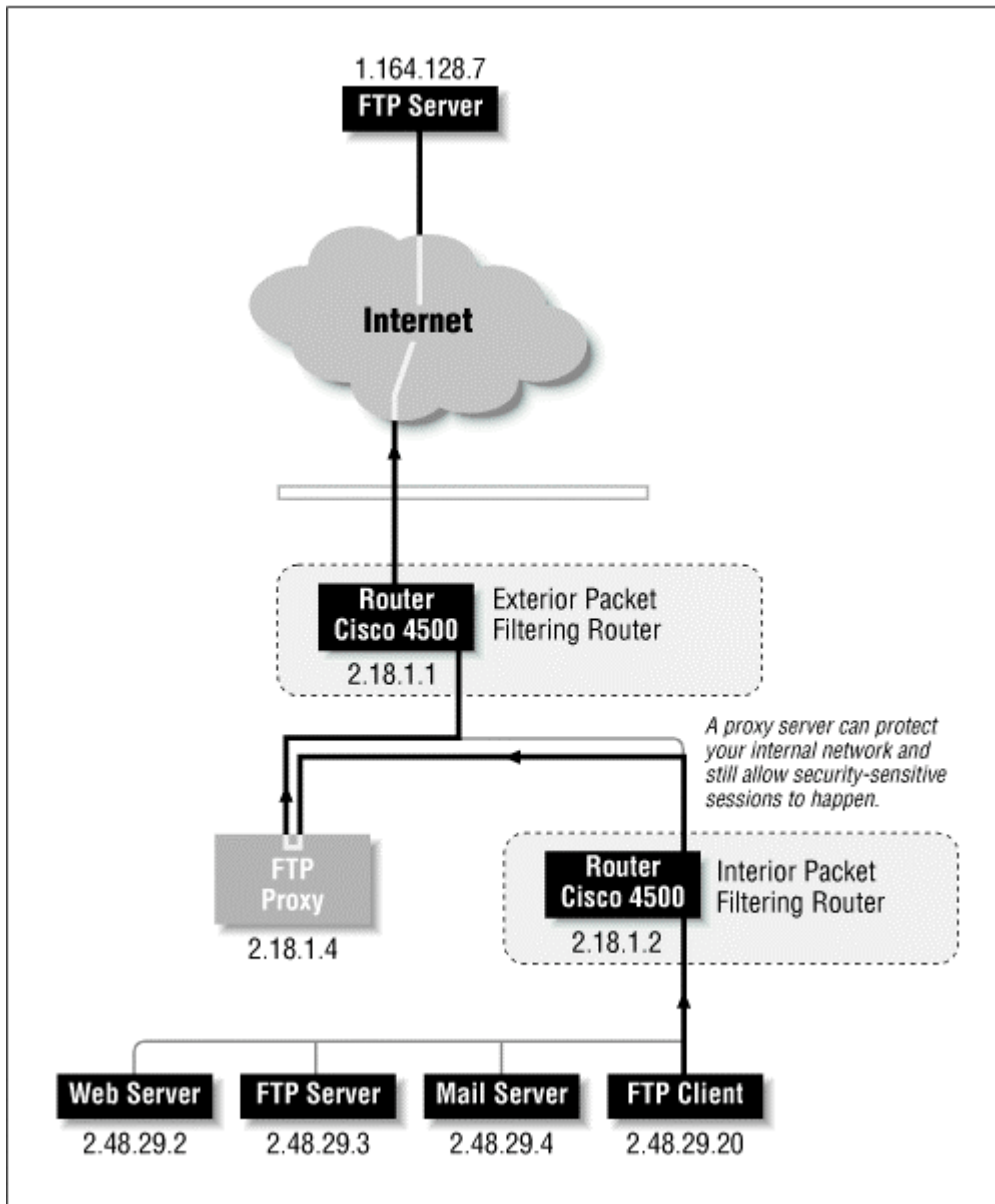 1.164.128.7
FTP Server
Internet
Router
Cisco 4500
Exterior Packet
Filtering Router
2.18.1.1
A proxy server can protect
your internal network and
still allow security-sensitive
sessions to happen.
FTP
Proxy
2.18.1.4
Router
Cisco 4500
Interior Packet
Filtering Router
2.18.1.2
Web Server
FTP Server
Mail Server
FTP Client
2.48.29.2
2.48.29.3
2.48.29.4
2.48.29.20